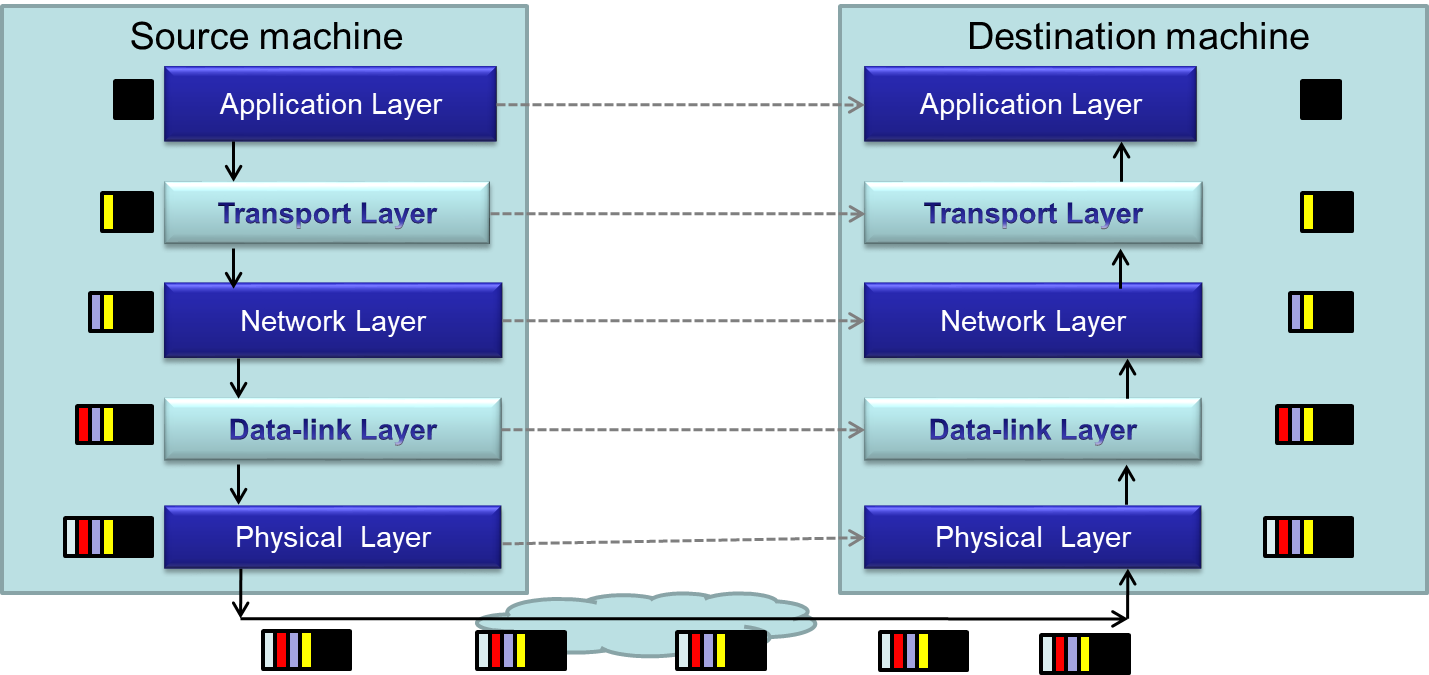 Source machine
Destination machine
Application Layer
Application Layer
Transport Layer
Transport Layer
Network Layer
Network Layer
Data-link Layer
Data-link Layer
Physical  Layer
Physical  Layer